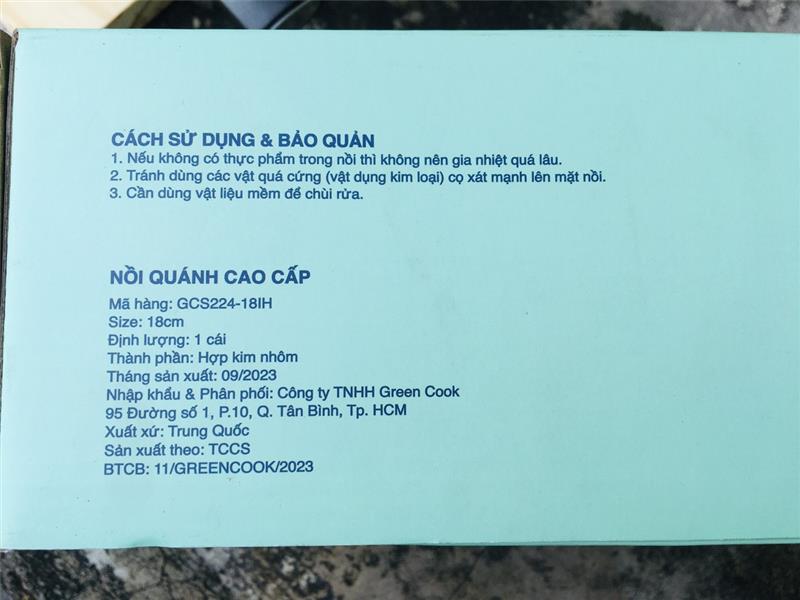 CÁCH SỬ DỤNG & BẢO QUẢN
1. Nếu không có thực phẩm trong nồi thì không nên gia nhiệt quá lâu.
2. Tránh dùng các vật quá cứng (vật dụng kim loại) cọ xát mạnh lên mặt nồi.
3. Cần dùng vật liệu mềm để chùi rửa.
NỒI QUÁNH CAO CẤP
Mã hàng: GCS224-18IH
Size: 18cm
Định lượng: 1 cái
Thành phần: Hợp kim nhôm
Tháng sản xuất: 09/2023
Nhập khẩu & Phân phối: Công ty TNHH Green Cook
95 Đường số 1, P.10, Q. Tân Bình, Tp. HCM
Xuất xứ: Trung Quốc
Sản xuất theo: TCCS
BTCB: 11/GREENCOOK/2023